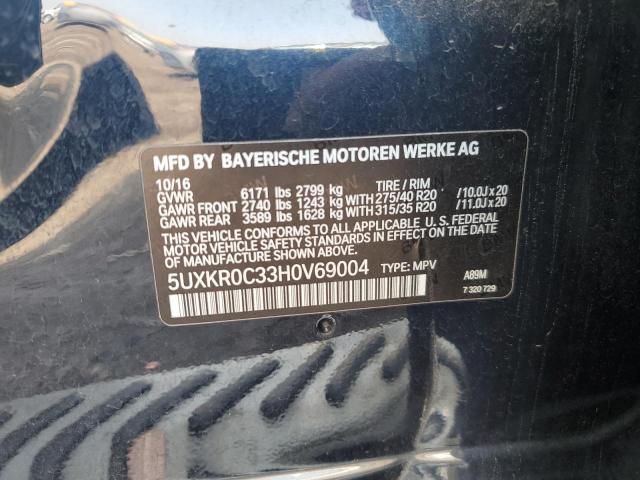 MFD BY BAYERISCHE MOTOREN WERKE AG
10/16 TIRE / RIM
GVWR 6171 lbs 2799 kg
GAWR FRONT 2740 lbs 1243 kg WITH 275/40 R20 /10.0J x 20
GAWR REAR 3589 lbs 1628 kg WITH 315/35 R20 /11.0J x 20
THIS VEHICLE CONFORMS TO ALL APPLICABLE U. S. FEDERAL
MOTOR VEHICLE SAFETY STANDARDS IN EFFECT ON THE DATE
OF MANUFACTURE SHOWN ABOVE.
5UXKR0C33H0V69004 TYPE: MPV A89M
7 320 729